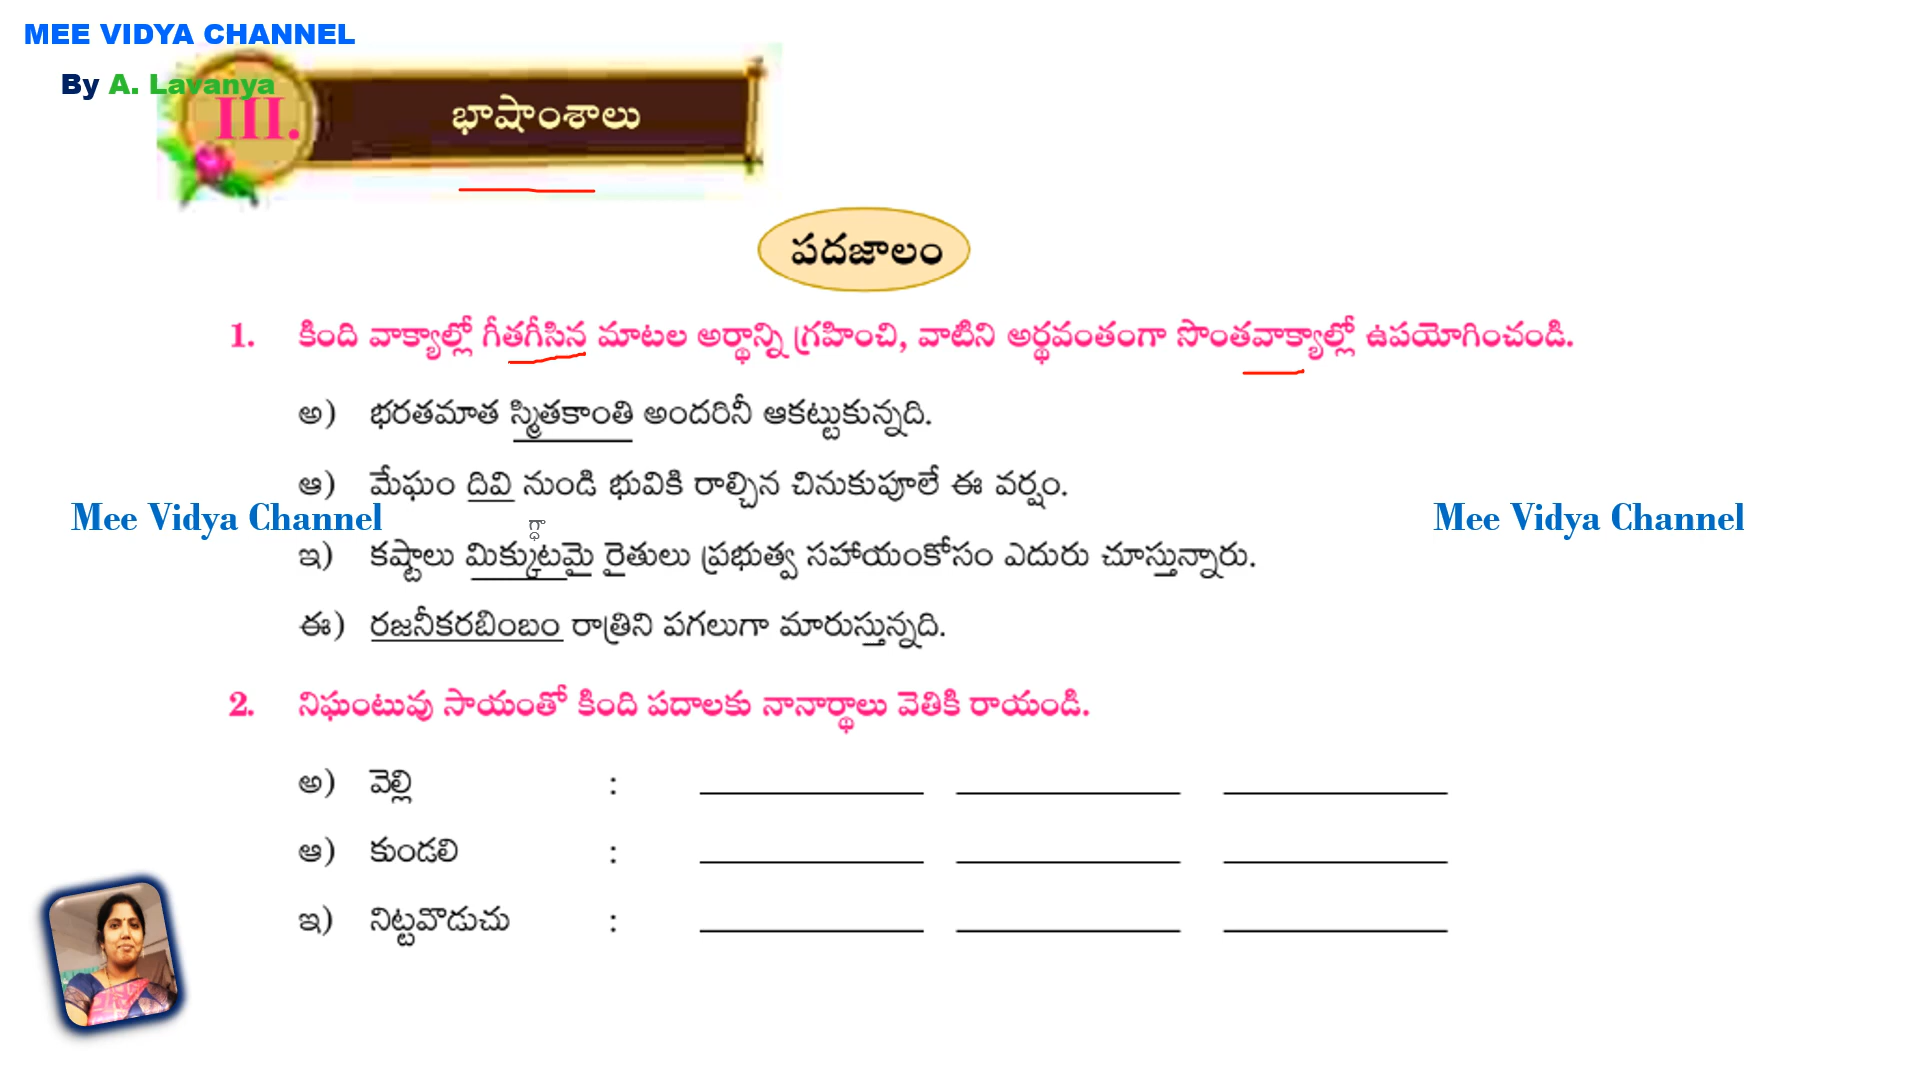 MEE VIDYA CHANNEL
By A. Lavanya
III. భాషాంశాలు
పదజాలం
1. కింది వాక్యాల్లో గీతగీసిన మాటల అర్థాన్ని గ్రహించి, వాటిని అర్థవంతంగా సొంతవాక్యాల్లో ఉపయోగించండి.
అ) భరతమాత స్మితకాంతి అందరినీ ఆకట్టుకున్నది.
ఆ) మేఘం దివి నుండి భువికి రాల్చిన చినుకుపూలే ఈ వర్షం.
Mee Vidya Channel Mee Vidya Channel
ఇ) కష్టాలు మిక్కుటమై రైతులు ప్రభుత్వ సహాయంకోసం ఎదురు చూస్తున్నారు.
ఈ) రజనీకరబింబం రాత్రిని పగలుగా మారుస్తున్నది.
2. నిఘంటువు సాయంతో కింది పదాలకు నానార్థాలు వెతికి రాయండి.
అ) వెల్లి :
ఆ) కుండలి :
ఇ) నిట్టవొడుచు :